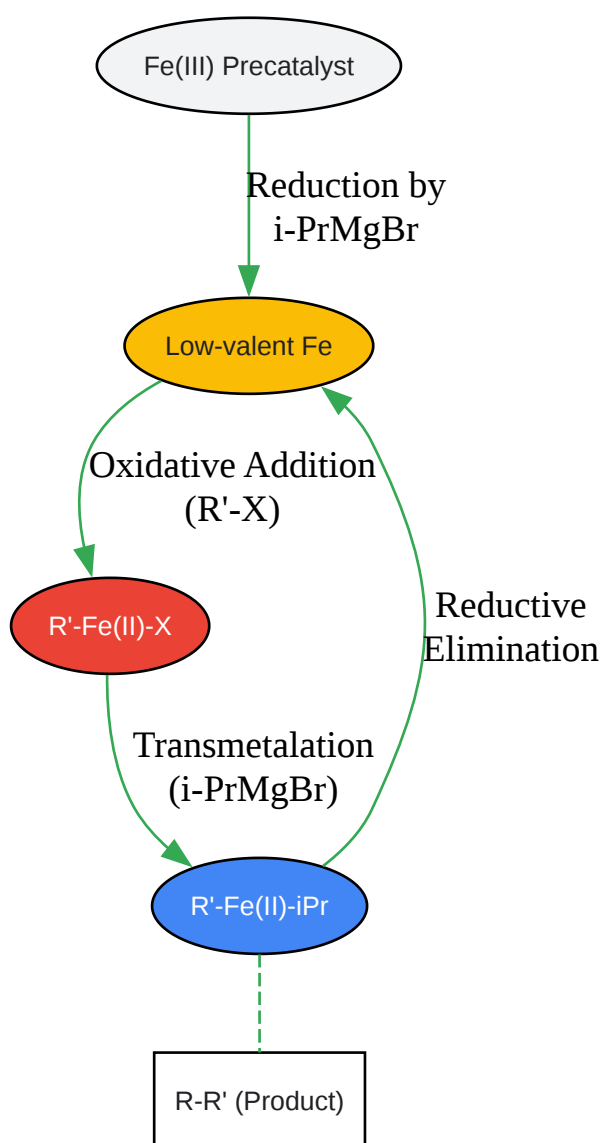 Fe(III) Precatalyst
Reduction by
i-PrMgBr
Low-valent Fe
Oxidative Addition
(R'-X)
R'-Fe(II)-X
Reductive
Elimination
Transmetalation
(i-PrMgBr)
R'-Fe(II)-iPr
R-R' (Product)